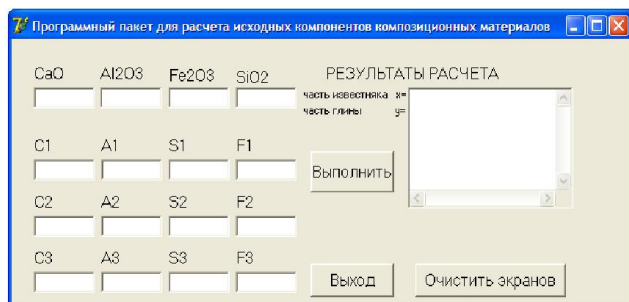 Программный пакет для расчета исходных компонентов композиционных материалов
CaO Al2O3 Fe2O3 SiO2 РЕЗУЛЬТАТЫ РАСЧЕТА
часть известняка x=
часть глины y=
C1 A1 S1 F1
Выполнить
C2 A2 S2 F2
C3 A3 S3 F3
Выход Очистить экранов